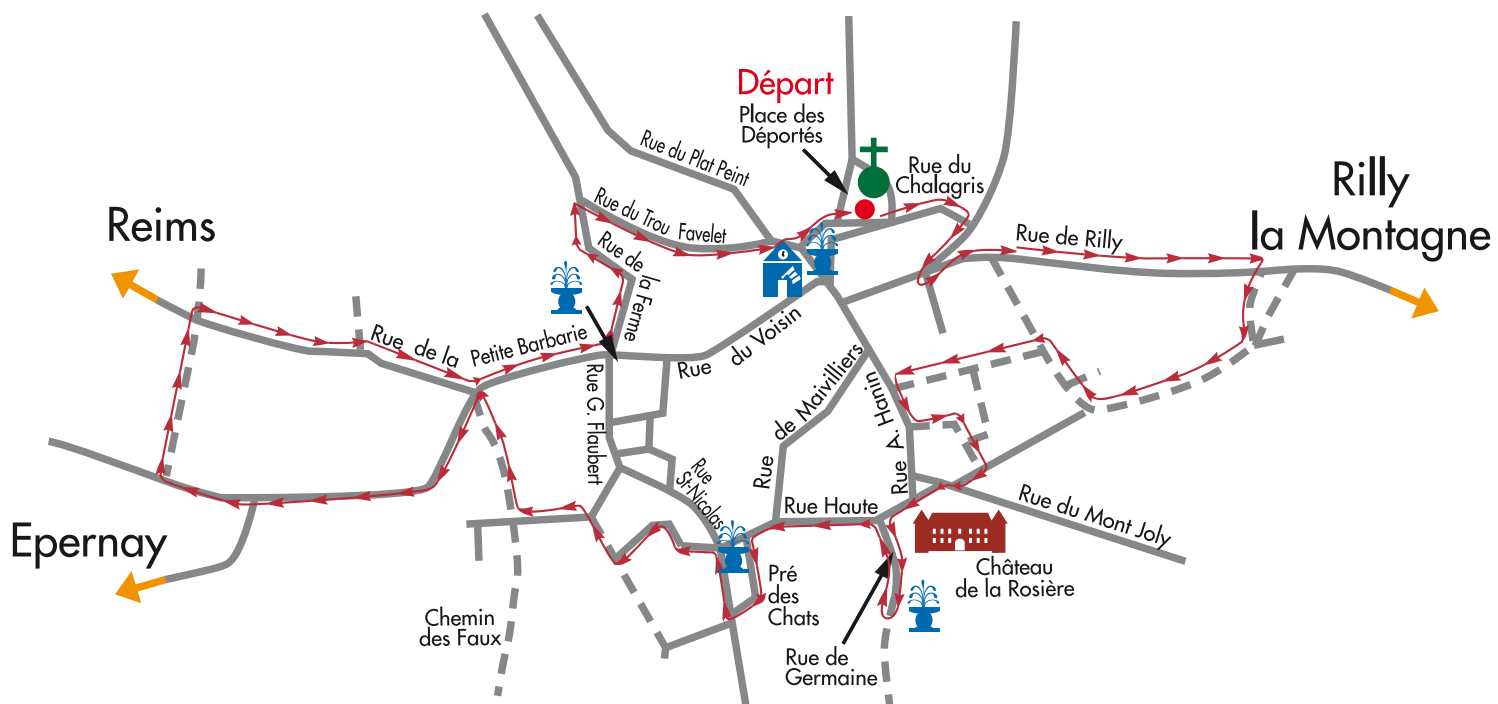 Départ
Place des
Déportés
Rue du Plat Peint
Rue du
Chalagris
Rilly
la Montagne
Reims
Rue du Trou Favelet
Rue de Rilly
Rue de
la Ferme
Rue de la
Petite Barbarie
Rue du Voisin
Rue G. Flaubert
Rue de Maivilliers
Rue A. Hanin
Rue
St-Nicolas
Rue Haute
Rue du Mont Joly
Epernay
Château
de la Rosière
Pré
des
Chats
Chemin
des Faux
Rue de
Germaine